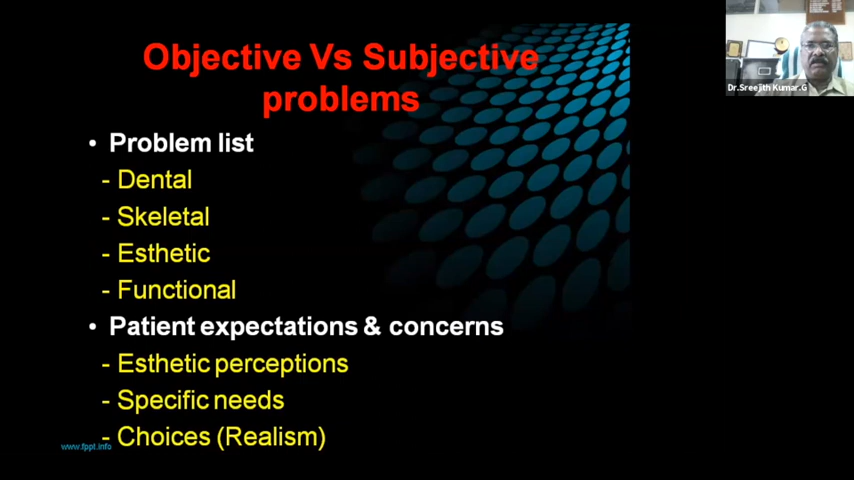 Objective Vs Subjective
problems
• Problem list
- Dental
- Skeletal
- Esthetic
- Functional
• Patient expectations & concerns
- Esthetic perceptions
- Specific needs
- Choices (Realism)
www.fppt.info
Dr.Sreejith Kumar.G